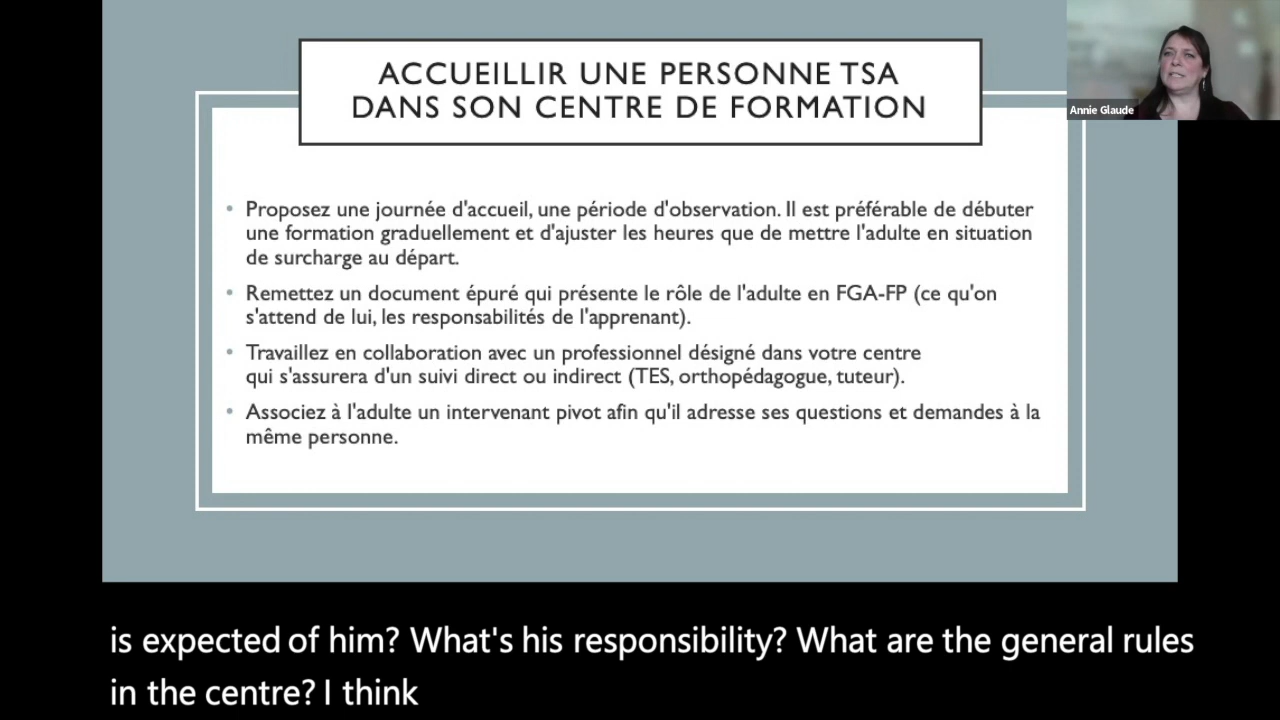 ACCUEILLIR UNE PERSONNE TSA
DANS SON CENTRE DE FORMATION
Annie Glaude
• Proposez une journée d'accueil, une période d'observation. Il est préférable de débuter
une formation graduellement et d'ajuster les heures que de mettre l'adulte en situation
de surcharge au départ.
• Remettez un document épuré qui présente le rôle de l'adulte en FGA-FP (ce qu'on
s'attend de lui, les responsabilités de l'apprenant).
• Travaillez en collaboration avec un professionnel désigné dans votre centre
qui s'assurera d'un suivi direct ou indirect (TES, orthopédagogue, tuteur).
• Associez à l'adulte un intervenant pivot afin qu'il adresse ses questions et demandes à la
même personne.
is expected of him? What's his responsibility? What are the general rules
in the centre? I think